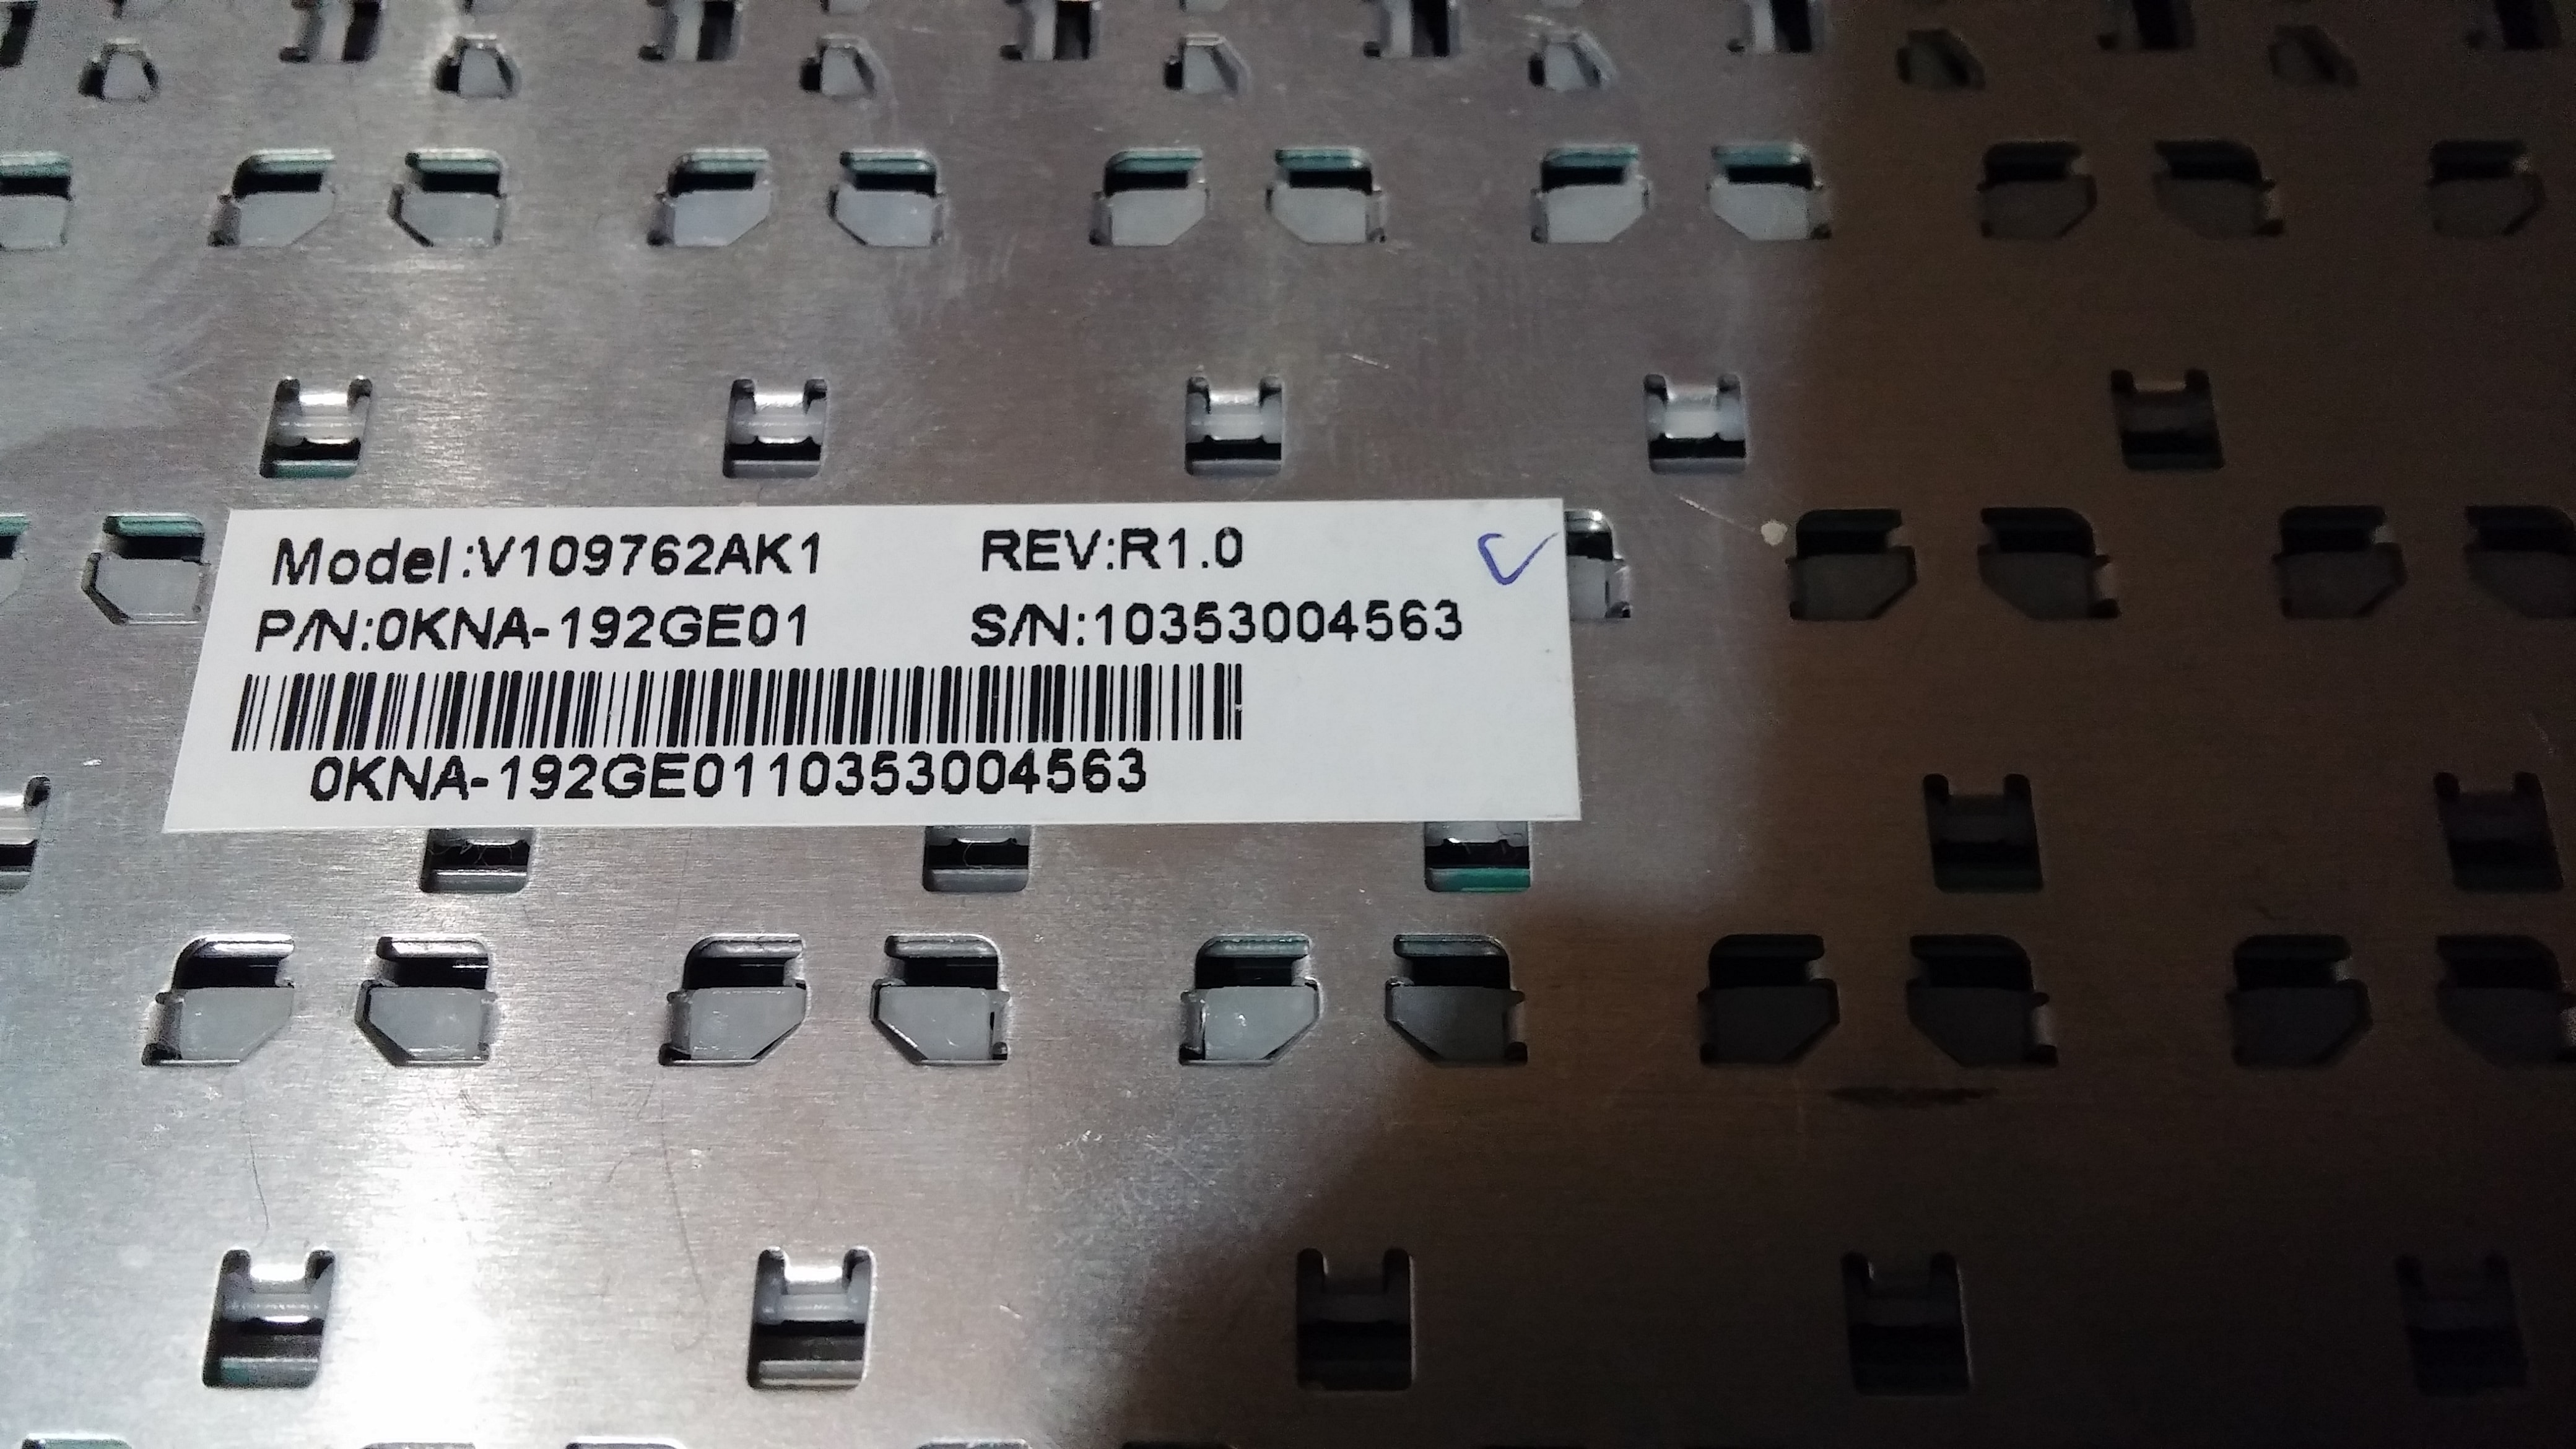 Model:V109762AK1 REV:R1.0
P/N:0KNA-192GE01 S/N:10353004563
0KNA-192GE0110353004563